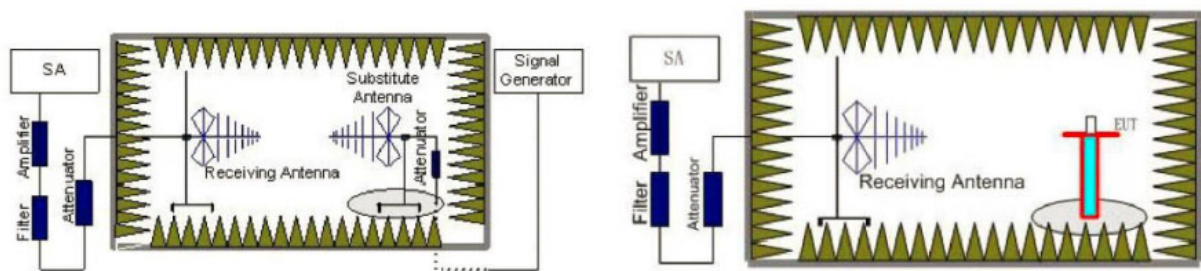 SA
Signal
Generator
Substitute
Antenna
Amplifier
Filter
Attenuator
Receiving Antenna
Attenuator
SA
Amplifier
Filter
Attenuator
Receiving Antenna
EUT